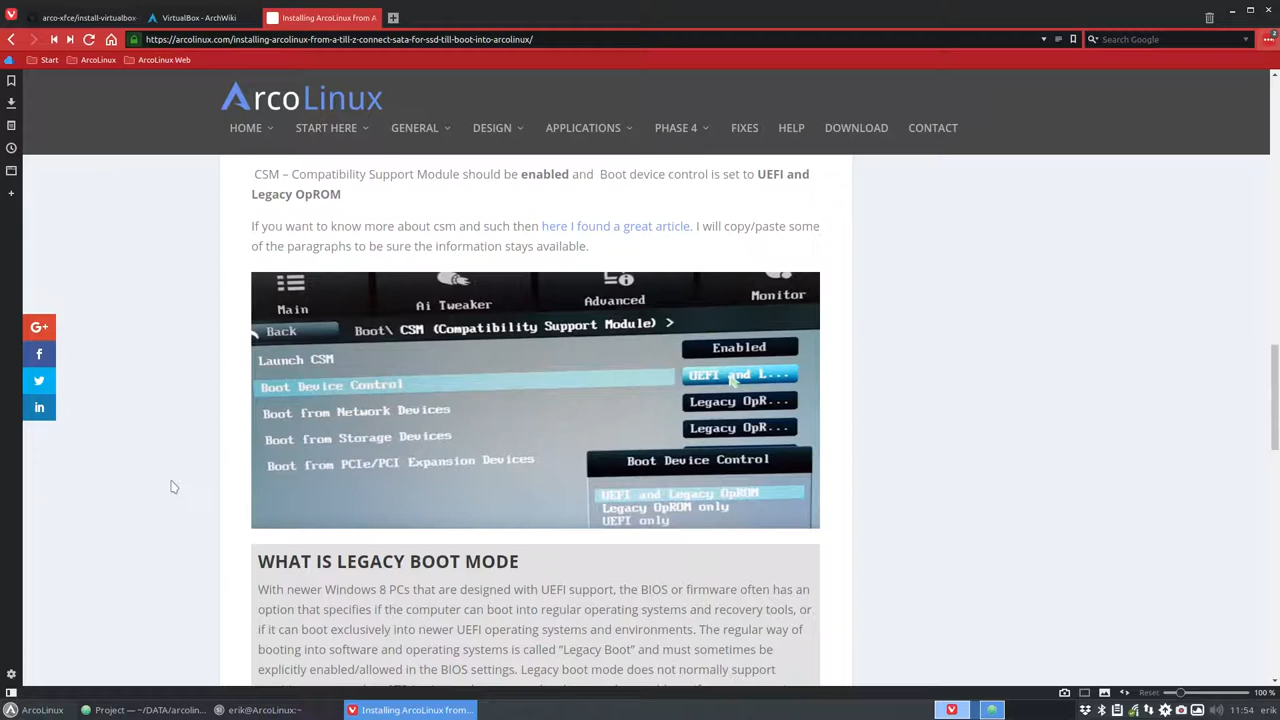 arco-xfce/install-virtualbox-
VirtualBox - ArchWiki
Installing ArcoLinux from A
https://arcolinux.com/installing-arcolinux-from-a-till-z-connect-sata-for-ssd-till-boot-into-arcolinux/
Search Google
2
Start
ArcoLinux
ArcoLinux Web
ArcoLinux
HOME
START HERE
GENERAL
DESIGN
APPLICATIONS
PHASE 4
FIXES
HELP
DOWNLOAD
CONTACT
CSM – Compatibility Support Module should be enabled and Boot device control is set to UEFI and
Legacy OpROM
If you want to know more about csm and such then here I found a great article. I will copy/paste some
of the paragraphs to be sure the information stays available.
Main
Ai Tweaker
Advanced
Monitor
Back
Boot\ CSM (Compatibility Support Module) >
Launch CSM
Enabled
Boot Device Control
UEFI and L...
Boot from Network Devices
Legacy OpR...
Boot from Storage Devices
Legacy OpR...
Boot from PCIe/PCI Expansion Devices
Boot Device Control
UEFI and Legacy OpROM
Legacy OpROM only
UEFI only
G+
f
in
WHAT IS LEGACY BOOT MODE
With newer Windows 8 PCs that are designed with UEFI support, the BIOS or firmware often has an
option that specifies if the computer can boot into regular operating systems and recovery tools, or
if it can boot exclusively into newer UEFI operating systems and environments. The regular way of
booting into software and operating systems is called “Legacy Boot” and must sometimes be
explicitly enabled/allowed in the BIOS settings. Legacy boot mode does not normally support
Reset
100 %
ArcoLinux
Project — ~/DATA/arcolin...
erik@ArcoLinux:~
Installing ArcoLinux from...
11:54
erik